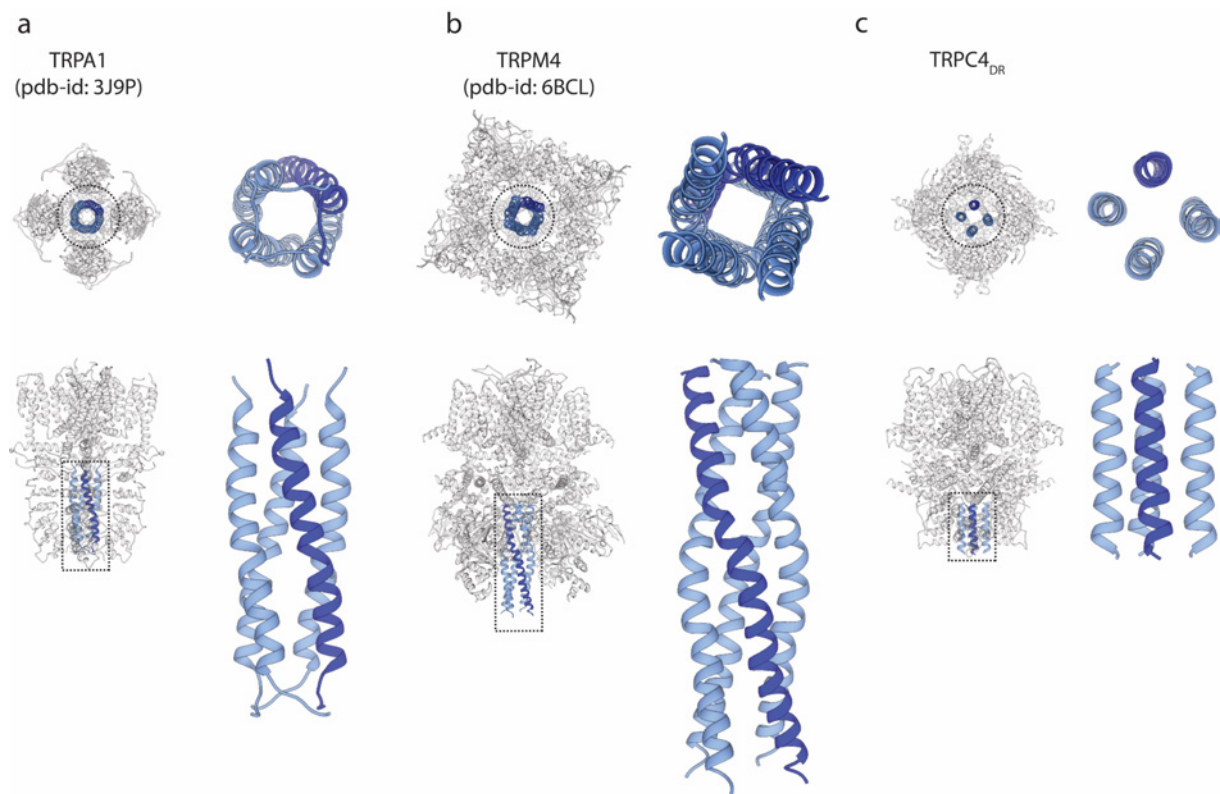 a
TRPA1
(pdb-id: 3J9P)
b
TRPM4
(pdb-id: 6BCL)
c
TRPC4DR